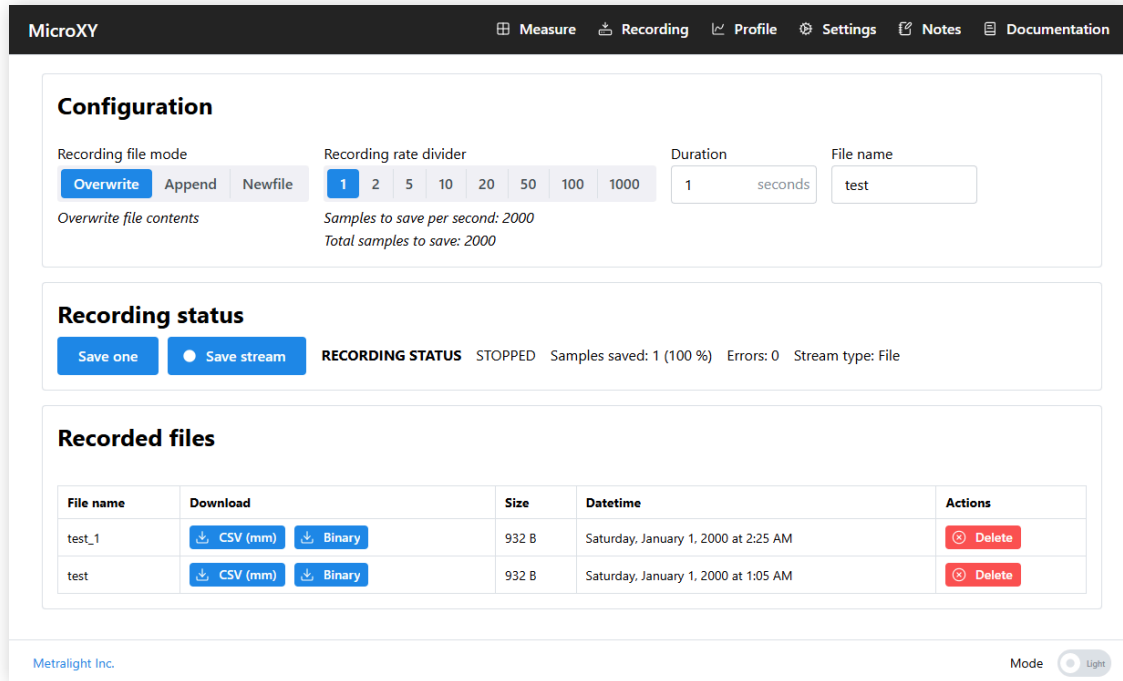 MicroXY Measure Recording Profile Settings Notes Documentation
Configuration
Recording file mode Recording rate divider Duration File name
Overwrite Append Newfile 1 2 5 10 20 50 100 1000 1 seconds test
Overwrite file contents Samples to save per second: 2000
Total samples to save: 2000
Recording status
Save one Save stream RECORDING STATUS STOPPED Samples saved: 1 (100 %) Errors: 0 Stream type: File
Recorded files
File name Download Size Datetime Actions
test_1 CSV (mm) Binary 932 B Saturday, January 1, 2000 at 2:25 AM Delete
test CSV (mm) Binary 932 B Saturday, January 1, 2000 at 1:05 AM Delete
Metralight Inc. Mode Light